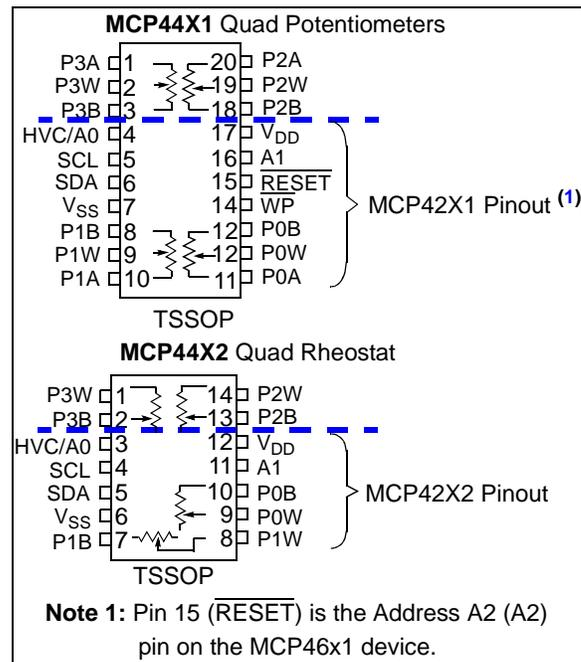 MCP44X1 Quad Potentiometers
P3A 1 20 P2A
P3W 2 19 P2W
P3B 3 18 P2B
HVC/A0 4 17 VDD
SCL 5 16 A1
SDA 6 15 RESET
VSS 7 14 WP
P1B 8 12 P0B
P1W 9 12 P0W
P1A 10 11 P0A
MCP42X1 Pinout (1)
TSSOP
MCP44X2 Quad Rheostat
P3W 1 14 P2W
P3B 2 13 P2B
HVC/A0 3 12 VDD
SCL 4 11 A1
SDA 5 10 P0B
VSS 6 9 P0W
P1B 7 8 P1W
MCP42X2 Pinout
TSSOP
Note 1: Pin 15 (RESET) is the Address A2 (A2)
pin on the MCP46x1 device.